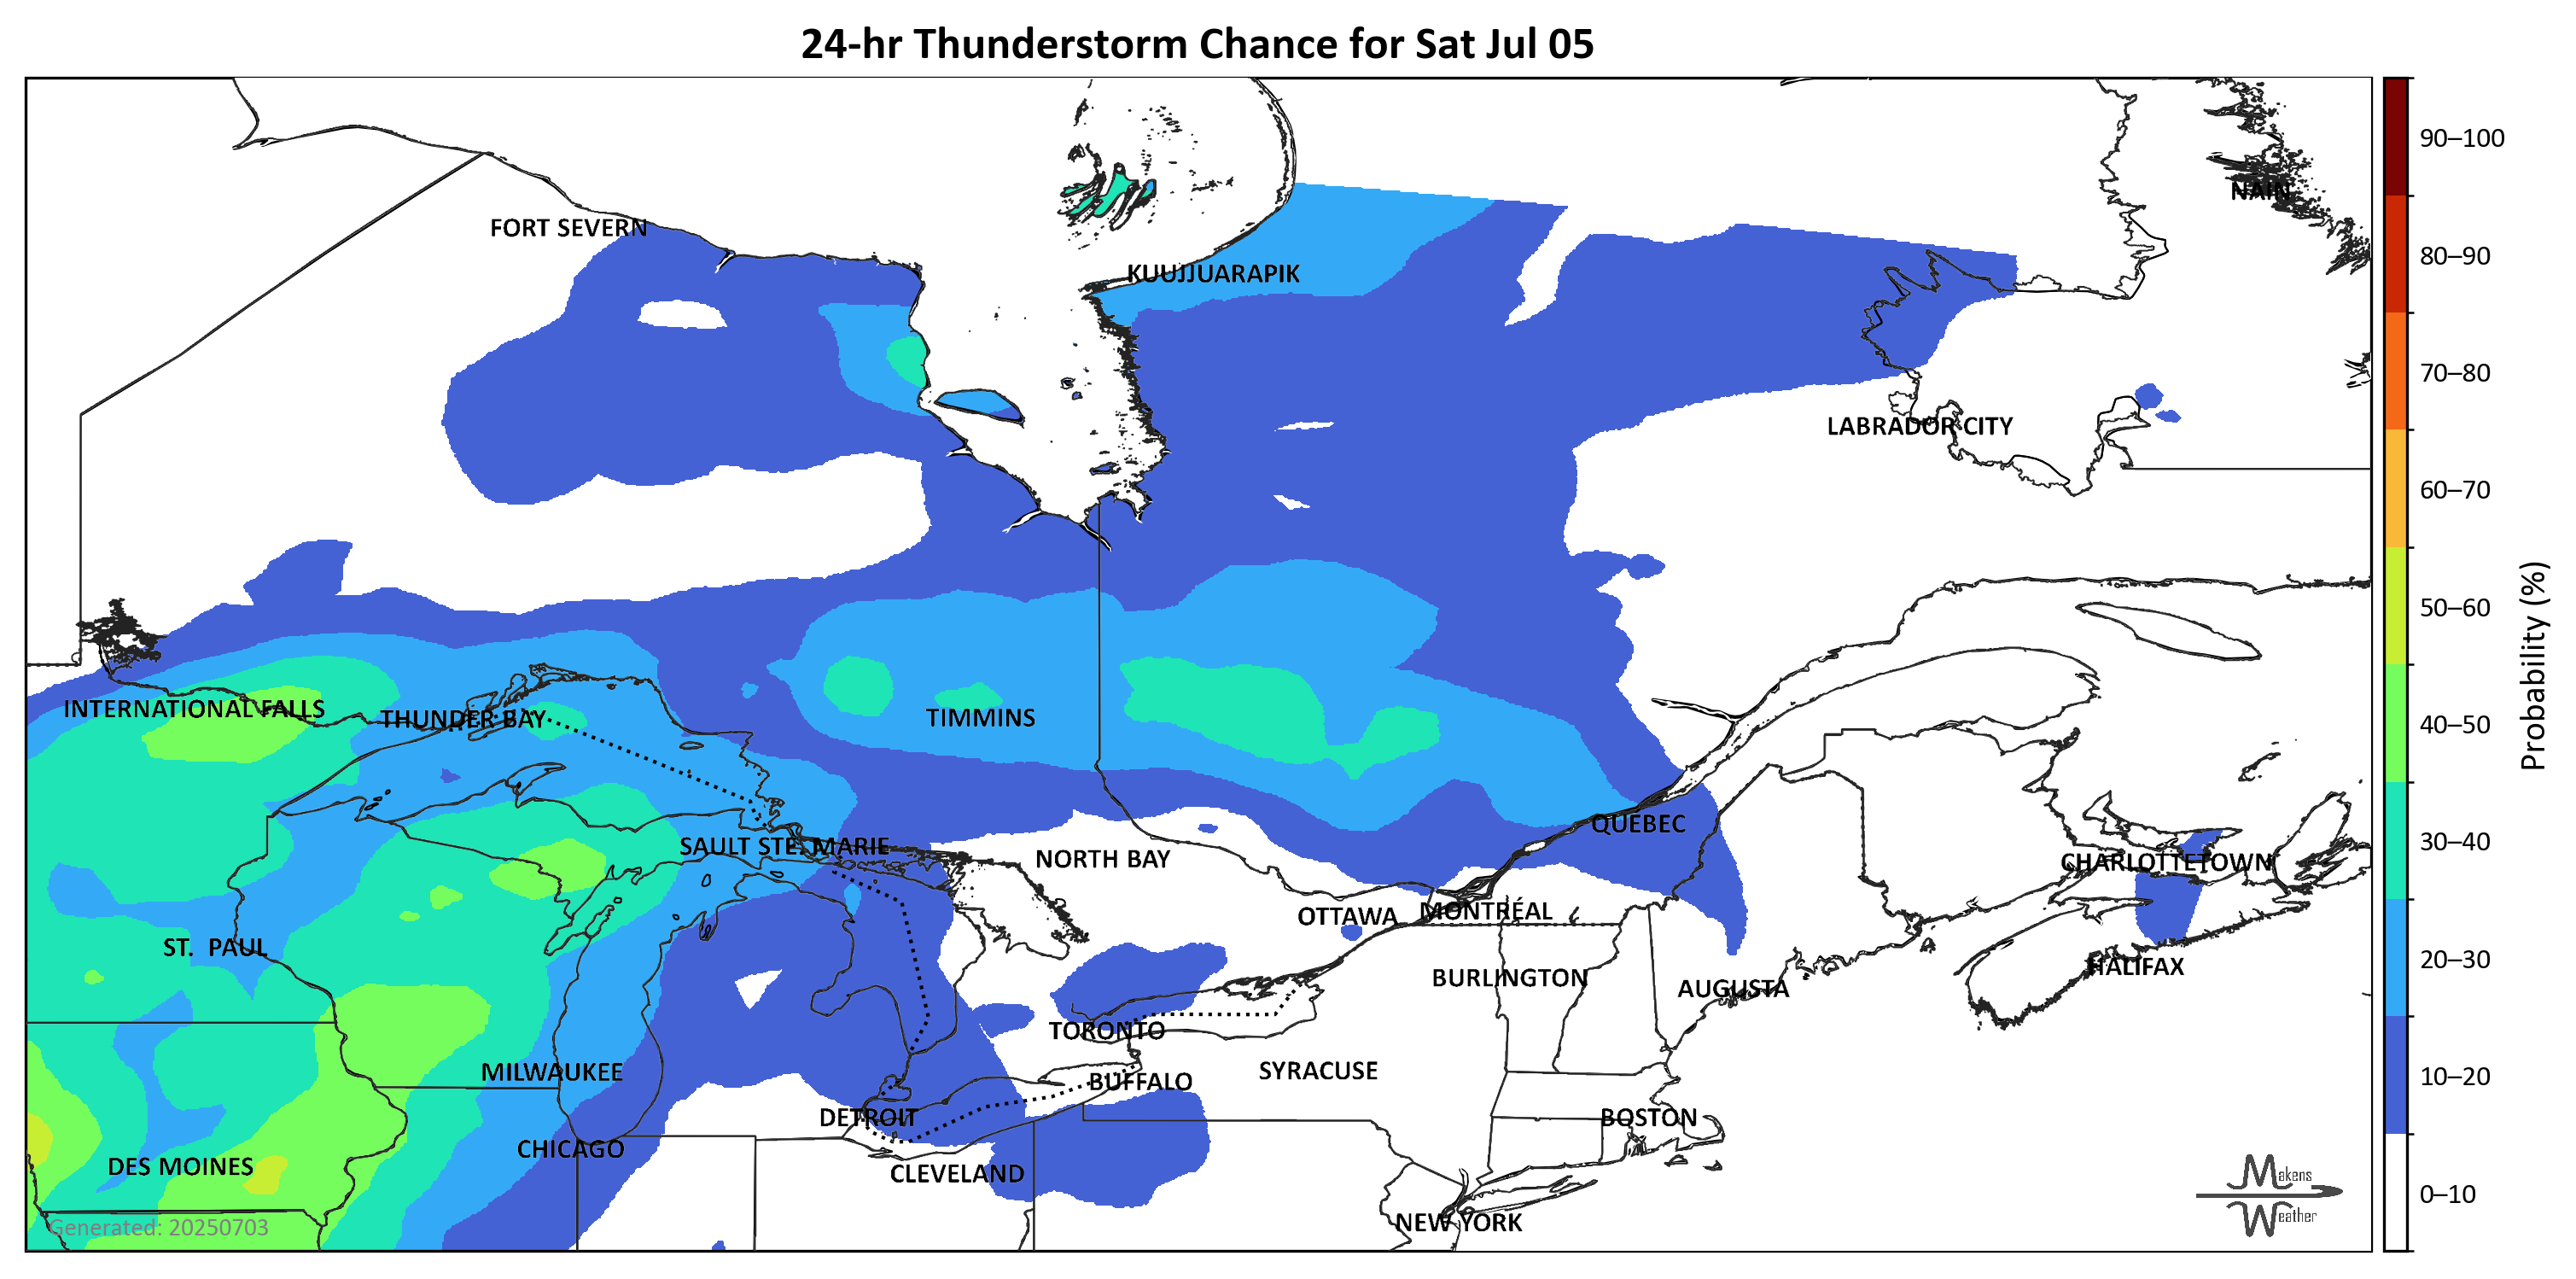 24-hr Thunderstorm Chance for Sat Jul 05
NAIN
FORT SEVERN
KUUJJUARAPIK
LABRADOR CITY
INTERNATIONAL FALLS
THUNDER BAY
TIMMINS
QUÉBEC
SAULT STE. MARIE
NORTH BAY
CHARLOTTETOWN
OTTAWA
MONTRÉAL
ST. PAUL
HALIFAX
BURLINGTON
AUGUSTA
TORONTO
MILWAUKEE
BUFFALO
SYRACUSE
DETROIT
BOSTON
CHICAGO
DES MOINES
CLEVELAND
NEW YORK
Generated: 20250703
Makens
Weather
90–100
80–90
70–80
60–70
50–60
40–50
30–40
20–30
10–20
0–10
Probability (%)